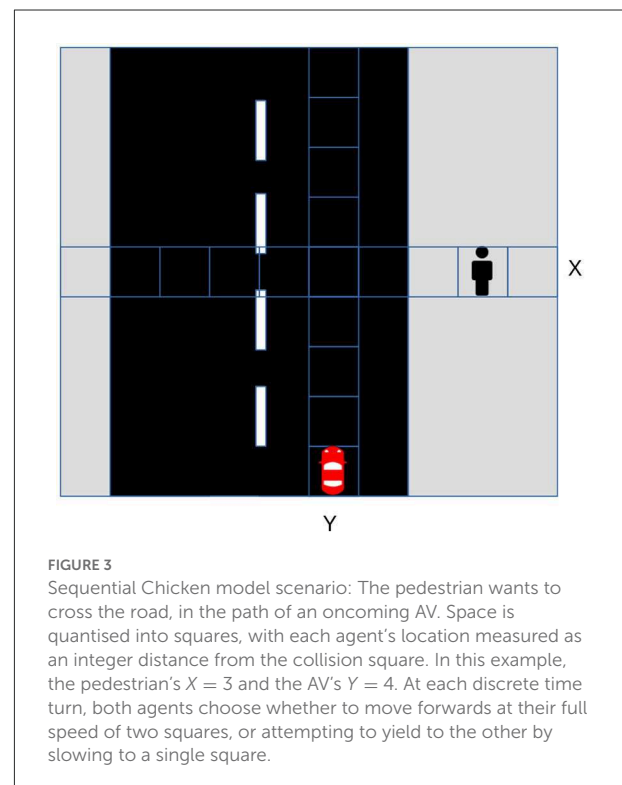 X
Y
FIGURE 3
Sequential Chicken model scenario: The pedestrian wants to
cross the road, in the path of an oncoming AV. Space is
quantised into squares, with each agent's location measured as
an integer distance from the collision square. In this example,
the pedestrian's X = 3 and the AV's Y = 4. At each discrete time
turn, both agents choose whether to move forwards at their full
speed of two squares, or attempting to yield to the other by
slowing to a single square.